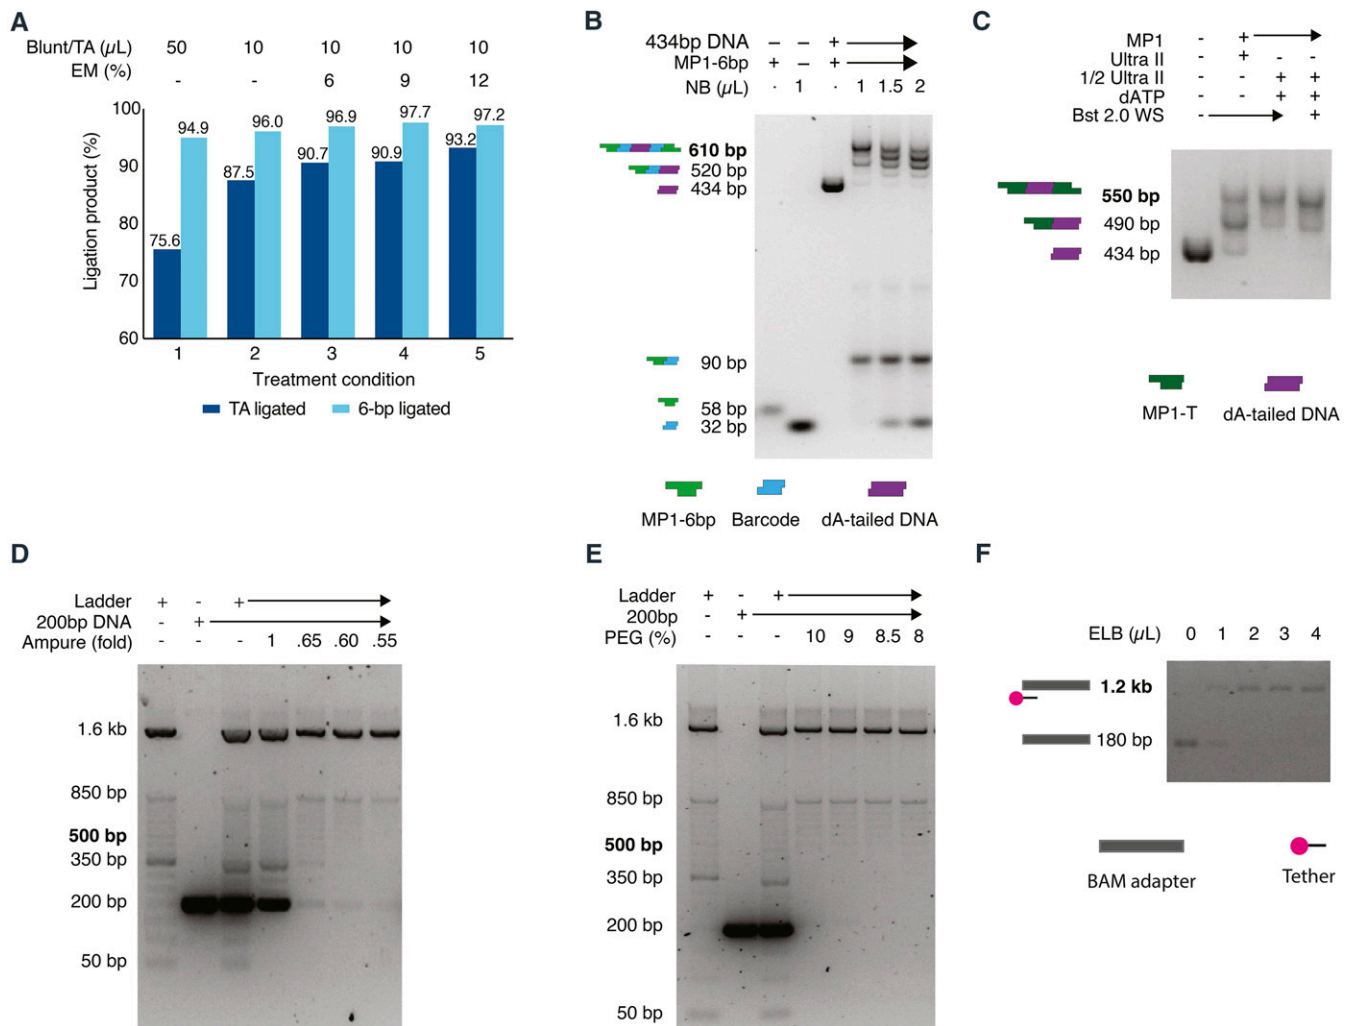 A
Blunt/TA (µL) 50 10 10 10 10
EM (%) - - 6 9 12
Ligation product (%)
100
90
80
70
60
75.6 94.9 87.5 96.0 90.7 96.9 90.9 97.7 93.2 97.2
1 2 3 4 5
Treatment condition
TA ligated 6-bp ligated
B
434bp DNA – – +
MP1-6bp + – +
NB (µL) · 1 · 1 1.5 2
610 bp
520 bp
434 bp
90 bp
58 bp
32 bp
MP1-6bp Barcode dA-tailed DNA
C
MP1 - +
Ultra II - + - -
1/2 Ultra II - - + +
dATP - - + +
Bst 2.0 WS - +
550 bp
490 bp
434 bp
MP1-T dA-tailed DNA
D
Ladder + - +
200bp DNA - +
Ampure (fold) - - - 1 .65 .60 .55
1.6 kb
850 bp
500 bp
350 bp
200 bp
50 bp
E
Ladder + - +
200bp - +
PEG (%) - - - 10 9 8.5 8
1.6 kb
850 bp
500 bp
350 bp
200 bp
50 bp
F
ELB (µL) 0 1 2 3 4
1.2 kb
180 bp
BAM adapter Tether